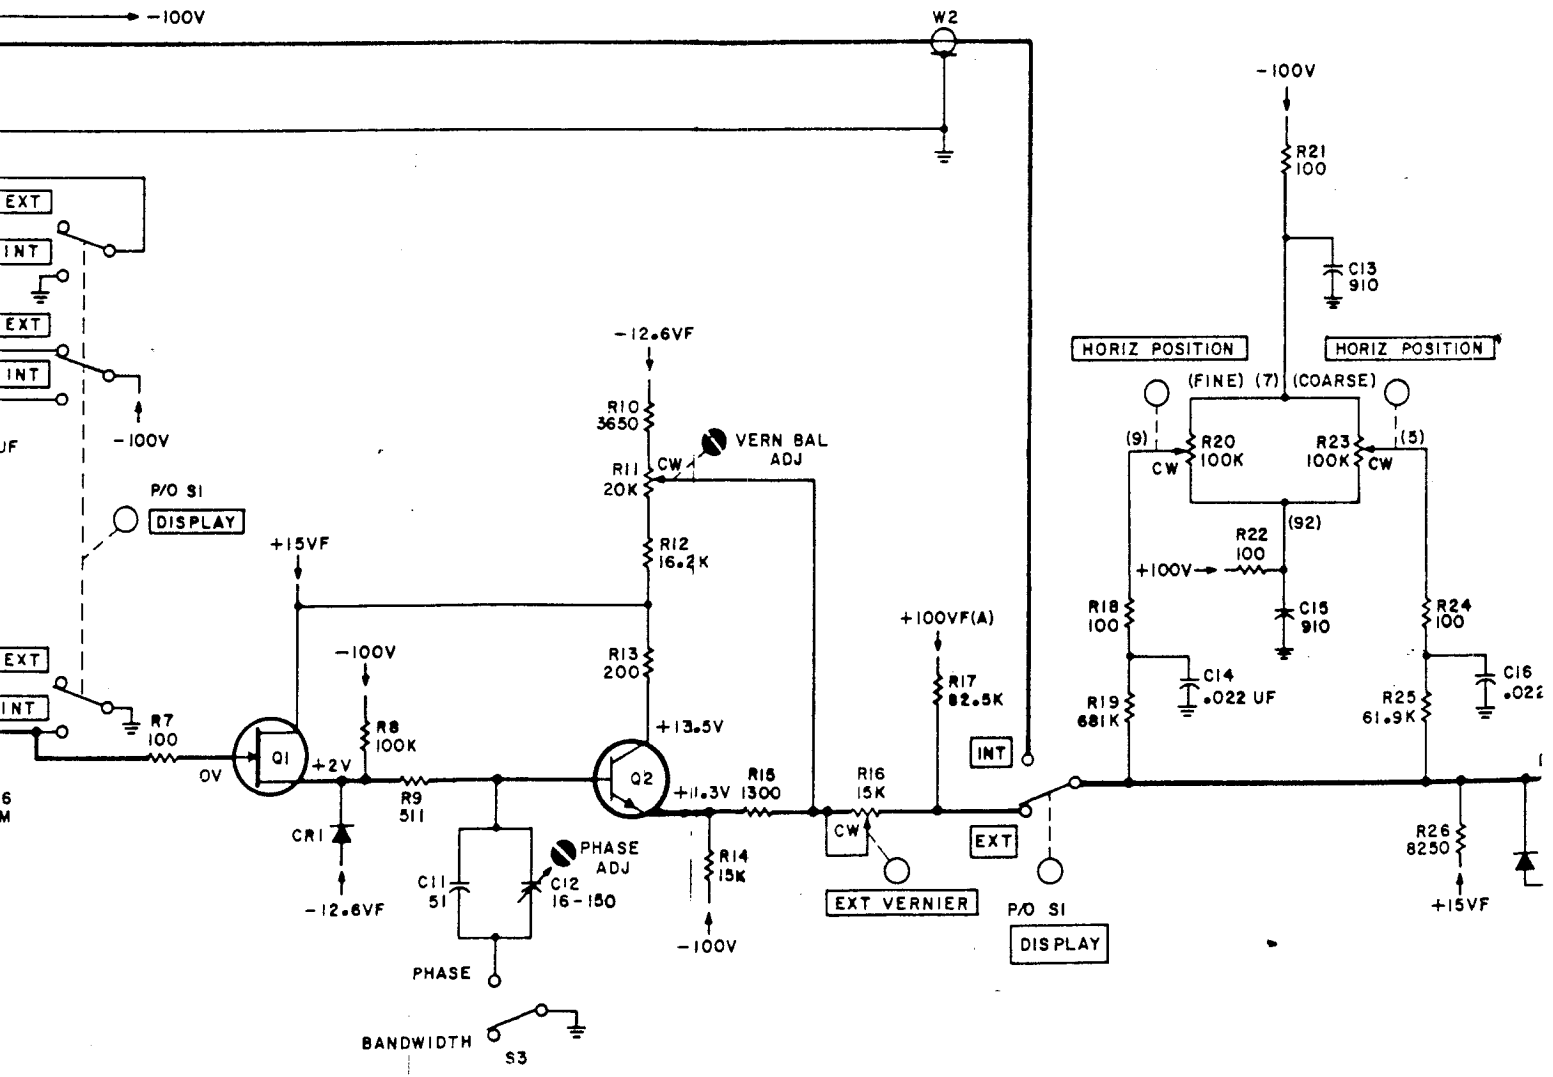 -100V
W2
-100V
R21
100
C13
910
EXT
INT
EXT
INT
-100V
UF
P/O S1
DISPLAY
-12.6VF
R10
3650
R11
20K
CW
VERN BAL
ADJ
R12
16.2K
+15VF
HORIZ POSITION
HORIZ POSITION
(FINE) (7) (COARSE)
(9)
CW
R20
100K
R23
100K
(5)
CW
(92)
R22
100
+100V
C15
910
R18
100
R24
100
C14
.022 UF
C16
.022
R19
681K
R25
61.9K
+100VF(A)
R17
82.5K
R13
200
-100V
+13.5V
EXT
INT
R7
100
0V
Q1
+2V
R8
100K
R9
511
Q2
+11.3V
R15
1300
R16
15K
CW
INT
EXT
6
M
CR1
-12.6VF
C11
51
PHASE
ADJ
C12
16-150
R14
15K
-100V
EXT VERNIER
P/O S1
DISPLAY
R26
8250
+15VF
PHASE
BANDWIDTH
S3